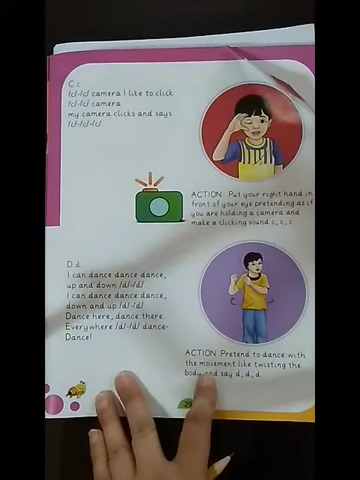 C c
/c/-/c/ camera I like to click
/c/-/c/ camera
my camera clicks and says
/c/-/c/-/c/
ACTION Put your right hand in
front of your eye pretending as if
you are holding a camera and
make a clicking sound c, c, c
D d
I can dance dance dance,
up and down /d/-/d/
I can dance dance dance,
down and up /d/-/d/
Dance here, dance there
Everywhere /d/-/d/ dance-
Dance!
ACTION Pretend to dance with
the movement like twisting the
body and say d, d, d.